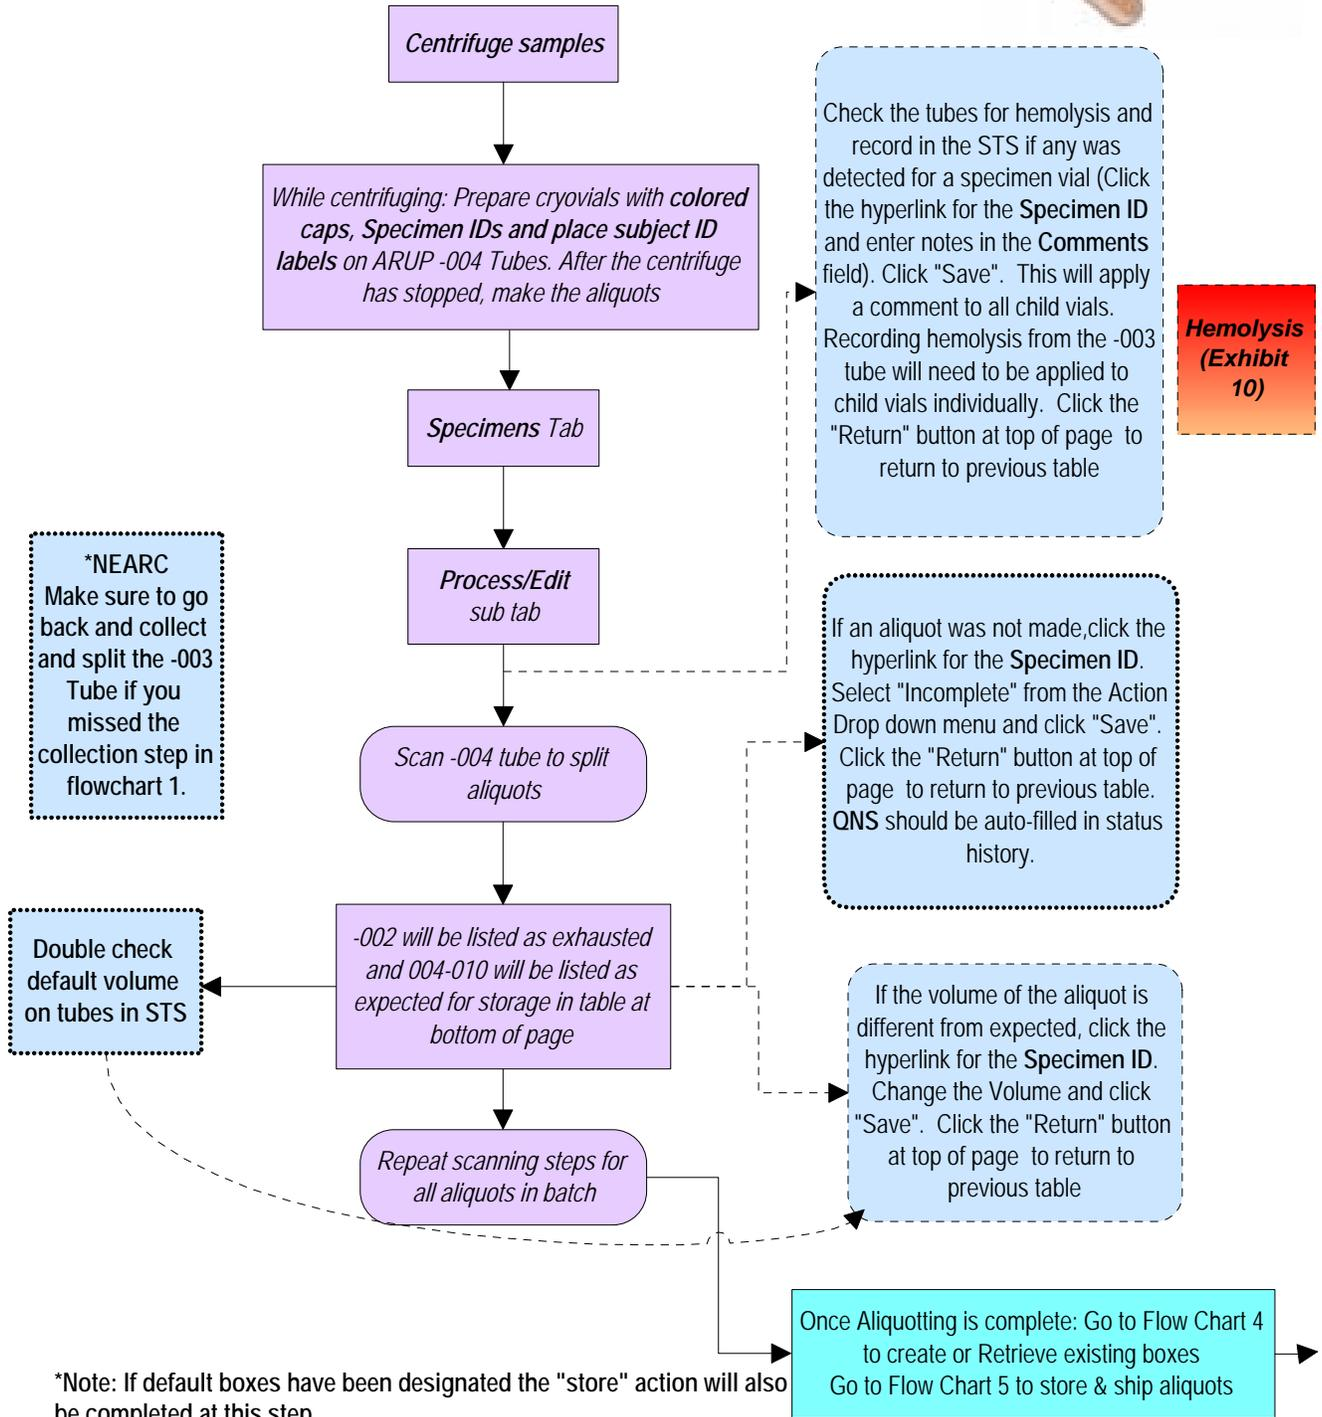 Centrifuge samples
While centrifuging: Prepare cryovials with colored
caps, Specimen IDs and place subject ID
labels on ARUP -004 Tubes. After the centrifuge
has stopped, make the aliquots
Specimens Tab
Process/Edit
sub tab
Check the tubes for hemolysis and
record in the STS if any was
detected for a specimen vial (Click
the hyperlink for the Specimen ID
and enter notes in the Comments
field). Click "Save".  This will apply
a comment to all child vials.
Recording hemolysis from the -003
tube will need to be applied to
child vials individually.  Click the
"Return" button at top of page  to
return to previous table
Hemolysis
(Exhibit
10)
*NEARC
Make sure to go
back and collect
and split the -003
Tube if you
missed the
collection step in
flowchart 1.
Scan -004 tube to split
aliquots
If an aliquot was not made,click the
hyperlink for the Specimen ID.
Select "Incomplete" from the Action
Drop down menu and click "Save".
Click the "Return" button at top of
page  to return to previous table.
QNS should be auto-filled in status
history.
-002 will be listed as exhausted
and 004-010 will be listed as
expected for storage in table at
bottom of page
Double check
default volume
on tubes in STS
If the volume of the aliquot is
different from expected, click the
hyperlink for the Specimen ID.
Change the Volume and click
"Save".  Click the "Return" button
at top of page  to return to
previous table
Repeat scanning steps for
all aliquots in batch
Once Aliquotting is complete: Go to Flow Chart 4
to create or Retrieve existing boxes
Go to Flow Chart 5 to store & ship aliquots
*Note: If default boxes have been designated the "store" action will also
be completed at this step